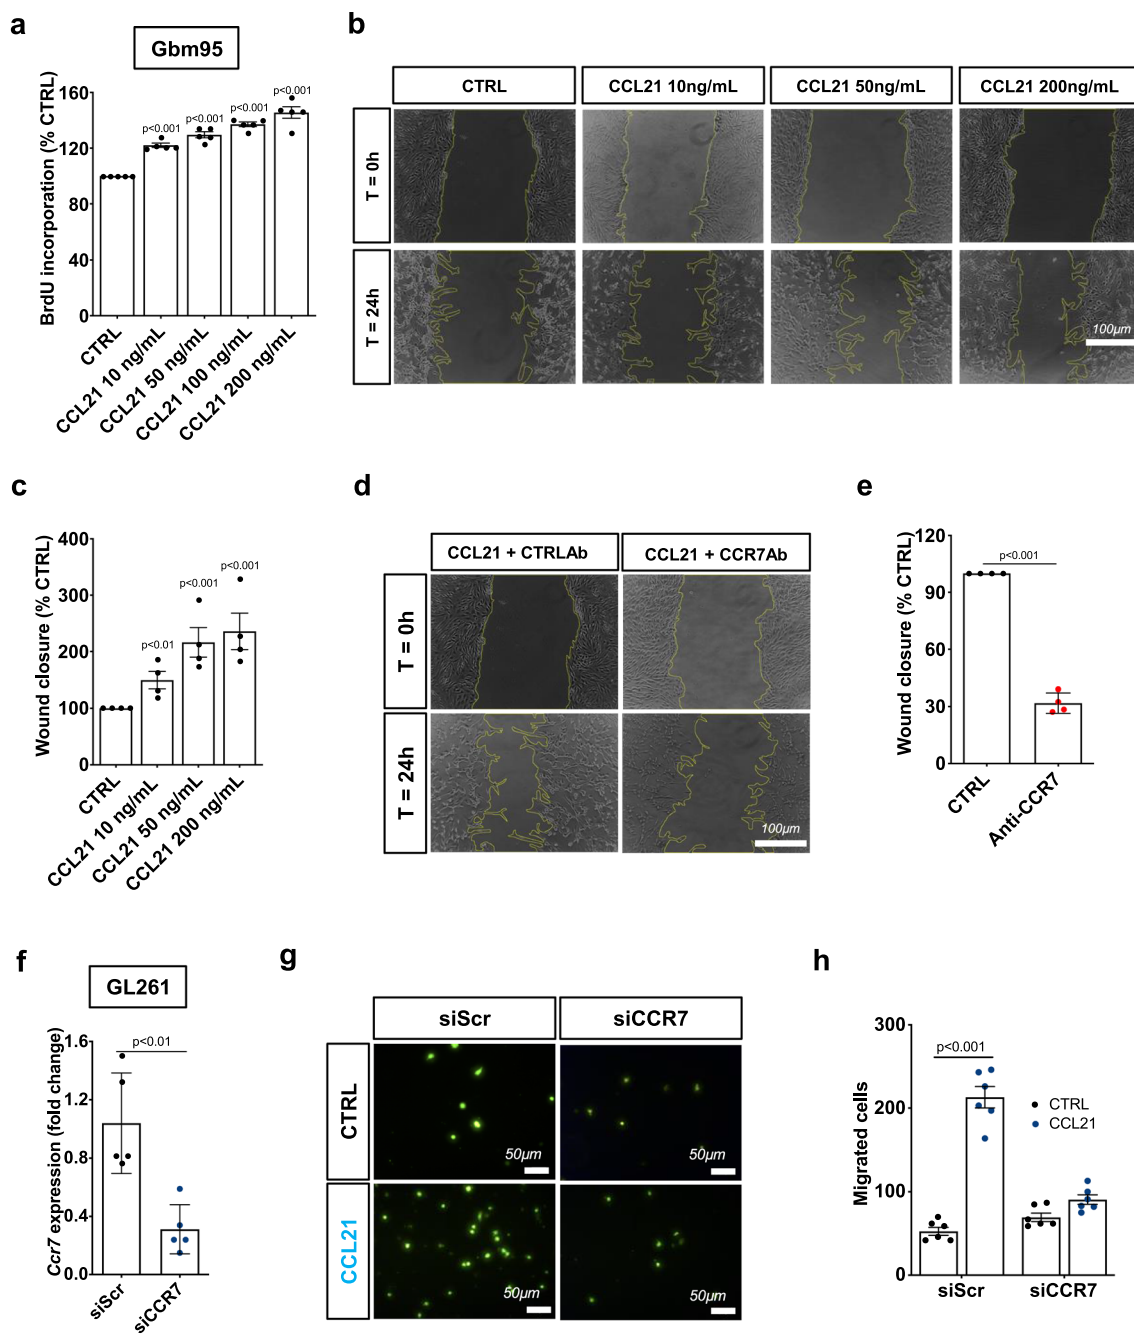 a
Gbm95
BrdU incorporation (% CTRL)
160
120
80
40
0
p<0.001
p<0.001
p<0.001
p<0.001
CTRL
CCL21 10 ng/mL
CCL21 50 ng/mL
CCL21 100 ng/mL
CCL21 200 ng/mL
b
CTRL
CCL21 10ng/mL
CCL21 50ng/mL
CCL21 200ng/mL
T = 0h
T = 24h
100µm
c
Wound closure (% CTRL)
400
300
200
100
0
p<0.01
p<0.001
p<0.001
CTRL
CCL21 10 ng/mL
CCL21 50 ng/mL
CCL21 200 ng/mL
d
CCL21 + CTRLAb
CCL21 + CCR7Ab
T = 0h
T = 24h
100µm
e
Wound closure (% CTRL)
120
90
60
30
0
p<0.001
CTRL
Anti-CCR7
f
GL261
Ccr7 expression (fold change)
1.6
1.2
0.8
0.4
0.0
p<0.01
siScr
siCCR7
g
siScr
siCCR7
CTRL
CCL21
50µm
50µm
50µm
50µm
h
Migrated cells
300
200
100
0
p<0.001
CTRL
CCL21
siScr
siCCR7